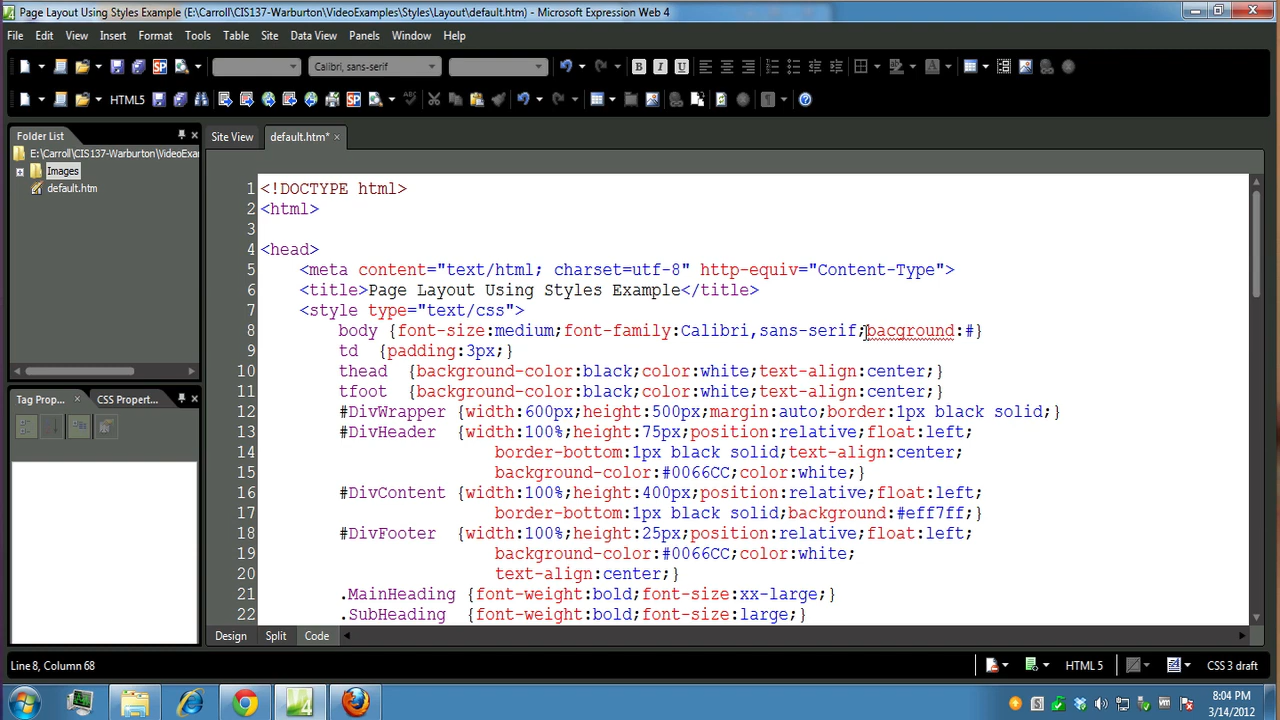 Page Layout Using Styles Example (E:\Carroll\CIS137-Warburton\VideoExamples\Styles\Layout\default.htm) - Microsoft Expression Web 4
File Edit View Insert Format Tools Table Site Data View Panels Window Help
Calibri, sans-serif
HTML5
Folder List
Site View
default.htm*
E:\Carroll\CIS137-Warburton\VideoExa
Images
default.htm
Tag Prop...
CSS Propert...
1 <!DOCTYPE html>
2 <html>
3
4 <head>
5 <meta content="text/html; charset=utf-8" http-equiv="Content-Type">
6 <title>Page Layout Using Styles Example</title>
7 <style type="text/css">
8 body {font-size:medium;font-family:Calibri,sans-serif;bacground:#}
9 td {padding:3px;}
10 thead {background-color:black;color:white;text-align:center;}
11 tfoot {background-color:black;color:white;text-align:center;}
12 #DivWrapper {width:600px;height:500px;margin:auto;border:1px black solid;}
13 #DivHeader {width:100%;height:75px;position:relative;float:left;
14 border-bottom:1px black solid;text-align:center;
15 background-color:#0066CC;color:white;}
16 #DivContent {width:100%;height:400px;position:relative;float:left;
17 border-bottom:1px black solid;background:#eff7ff;}
18 #DivFooter {width:100%;height:25px;position:relative;float:left;
19 background-color:#0066CC;color:white;
20 text-align:center;}
21 .MainHeading {font-weight:bold;font-size:xx-large;}
22 .SubHeading {font-weight:bold;font-size:large;}
Design Split Code
Line 8, Column 68
HTML 5
CSS 3 draft
8:04 PM
3/14/2012